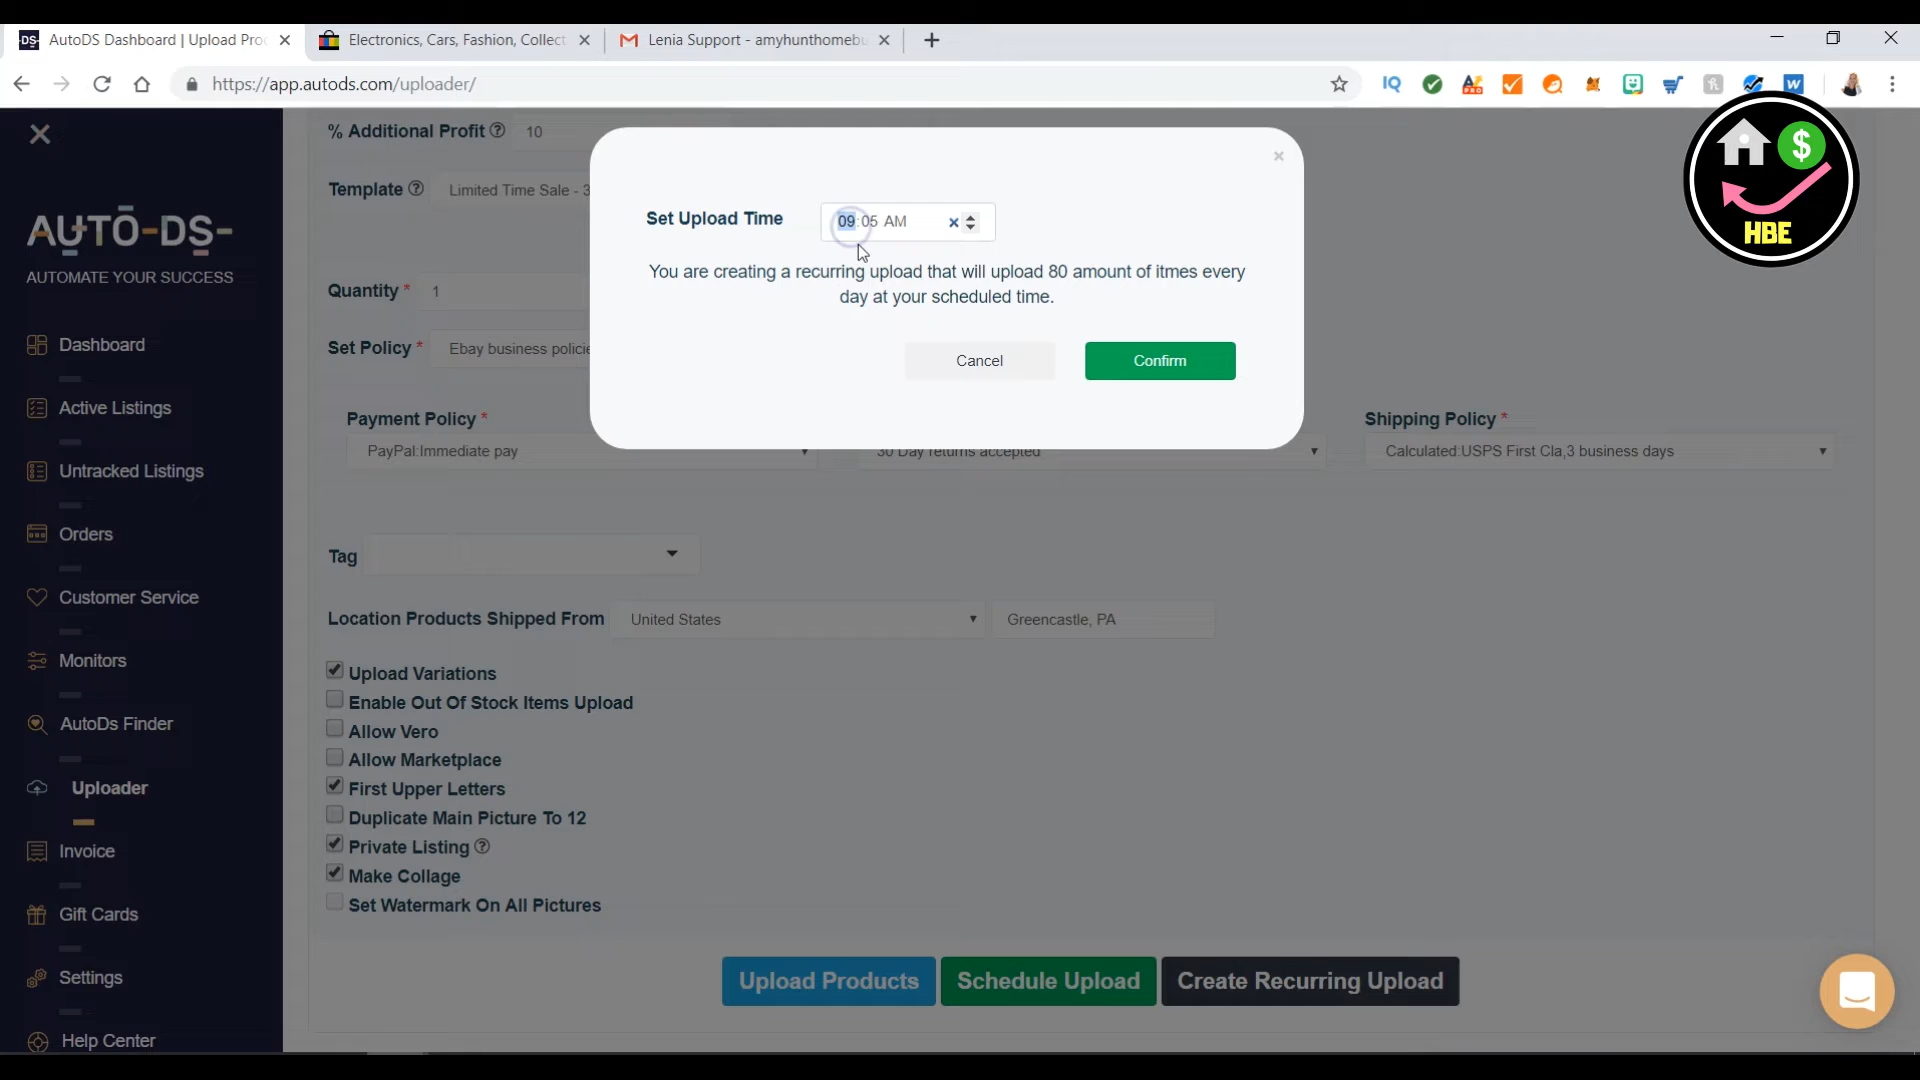 -DS- AutoDS Dashboard | Upload Proc
Electronics, Cars, Fashion, Collect
Lenia Support - amyhunthomebu
https://app.autods.com/uploader/
IQ
PRO
W
HBE
$
AUTO-DS-
AUTOMATE YOUR SUCCESS
Dashboard
Active Listings
Untracked Listings
Orders
Customer Service
Monitors
AutoDs Finder
Uploader
Invoice
Gift Cards
Settings
Help Center
% Additional Profit ? 10
Template ? Limited Time Sale - 3
Quantity * 1
Set Policy * Ebay business policie
Set Upload Time 09:05 AM
You are creating a recurring upload that will upload 80 amount of itmes every
day at your scheduled time.
Cancel
Confirm
Payment Policy *
PayPal:Immediate pay
30 Day returns accepted
Shipping Policy *
Calculated:USPS First Cla,3 business days
Tag
Location Products Shipped From United States Greencastle, PA
Upload Variations
Enable Out Of Stock Items Upload
Allow Vero
Allow Marketplace
First Upper Letters
Duplicate Main Picture To 12
Private Listing ?
Make Collage
Set Watermark On All Pictures
Upload Products
Schedule Upload
Create Recurring Upload